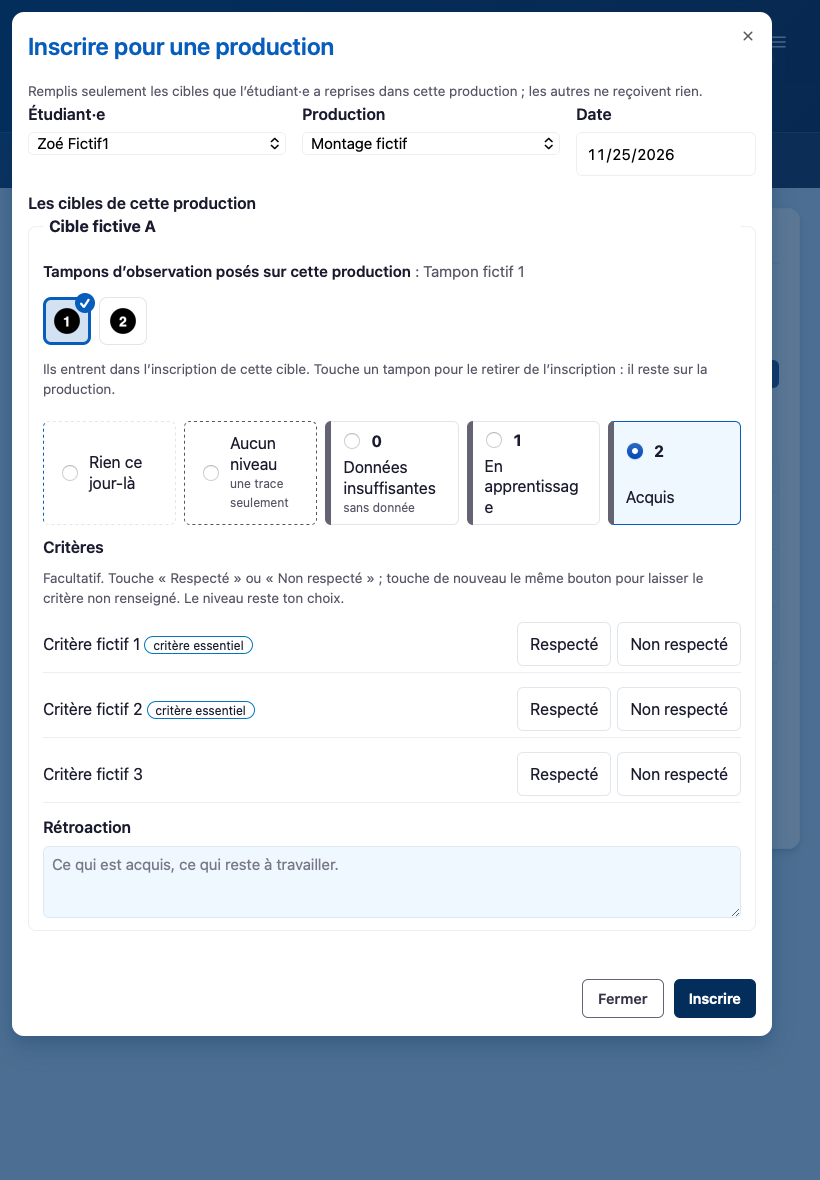 Inscrire pour une production
Remplis seulement les cibles que l’étudiant·e a reprises dans cette production ; les autres ne reçoivent rien.
Étudiant·e
Production
Date
Zoé Fictif1
Montage fictif
11/25/2026
Les cibles de cette production
Cible fictive A
Tampons d’observation posés sur cette production : Tampon fictif 1
1
2
Ils entrent dans l’inscription de cette cible. Touche un tampon pour le retirer de l’inscription : il reste sur la
production.
Rien ce
jour-là
Aucun
niveau
une trace
seulement
0
Données
insuffisantes
sans donnée
1
En
apprentissag
e
2
Acquis
Critères
Facultatif. Touche « Respecté » ou « Non respecté » ; touche de nouveau le même bouton pour laisser le
critère non renseigné. Le niveau reste ton choix.
Critère fictif 1 critère essentiel Respecté Non respecté
Critère fictif 2 critère essentiel Respecté Non respecté
Critère fictif 3 Respecté Non respecté
Rétroaction
Ce qui est acquis, ce qui reste à travailler.
Fermer
Inscrire